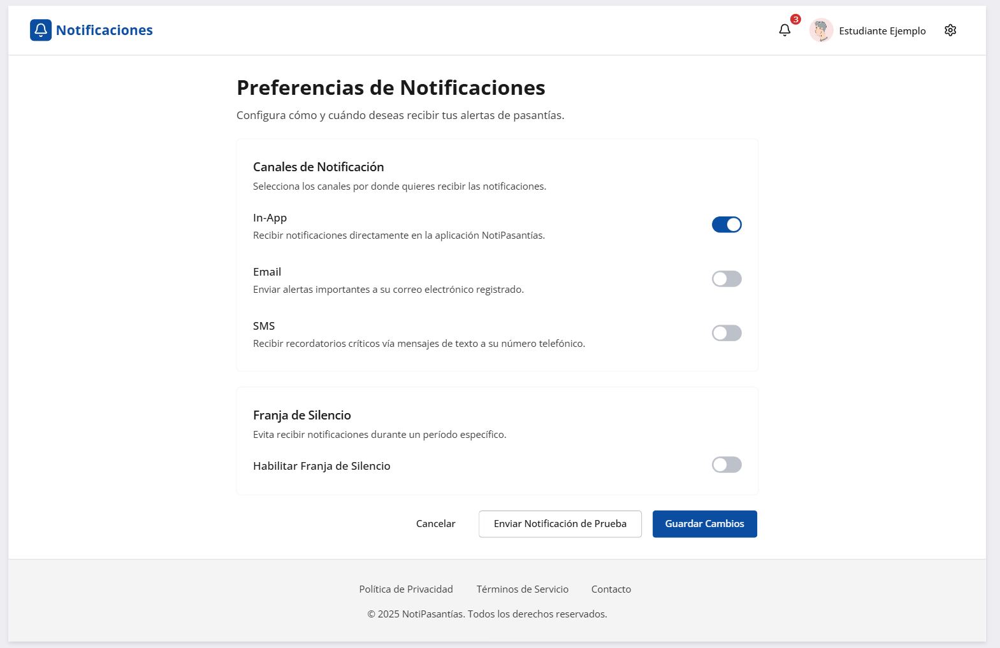 Notificaciones
3
Estudiante Ejemplo
Preferencias de Notificaciones
Configura cómo y cuándo deseas recibir tus alertas de pasantías.
Canales de Notificación
Selecciona los canales por donde quieres recibir las notificaciones.
In-App
Recibir notificaciones directamente en la aplicación NotiPasantías.
Email
Enviar alertas importantes a su correo electrónico registrado.
SMS
Recibir recordatorios críticos vía mensajes de texto a su número telefónico.
Franja de Silencio
Evita recibir notificaciones durante un período específico.
Habilitar Franja de Silencio
Cancelar
Enviar Notificación de Prueba
Guardar Cambios
Política de Privacidad
Términos de Servicio
Contacto
© 2025 NotiPasantías. Todos los derechos reservados.